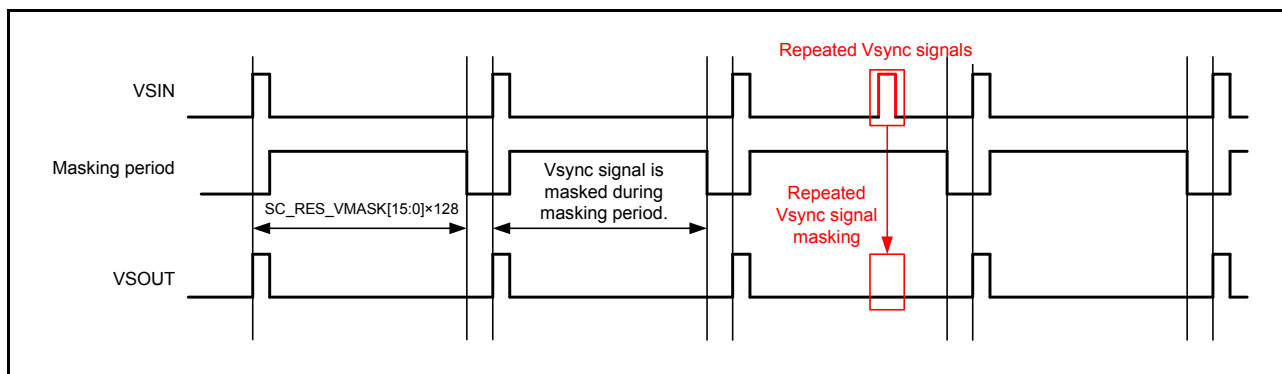 Repeated Vsync signals
VSIN
Masking period
Vsync signal is
masked during
masking period.
SC_RES_VMASK[15:0]×128
Repeated
Vsync signal
masking
VSOUT